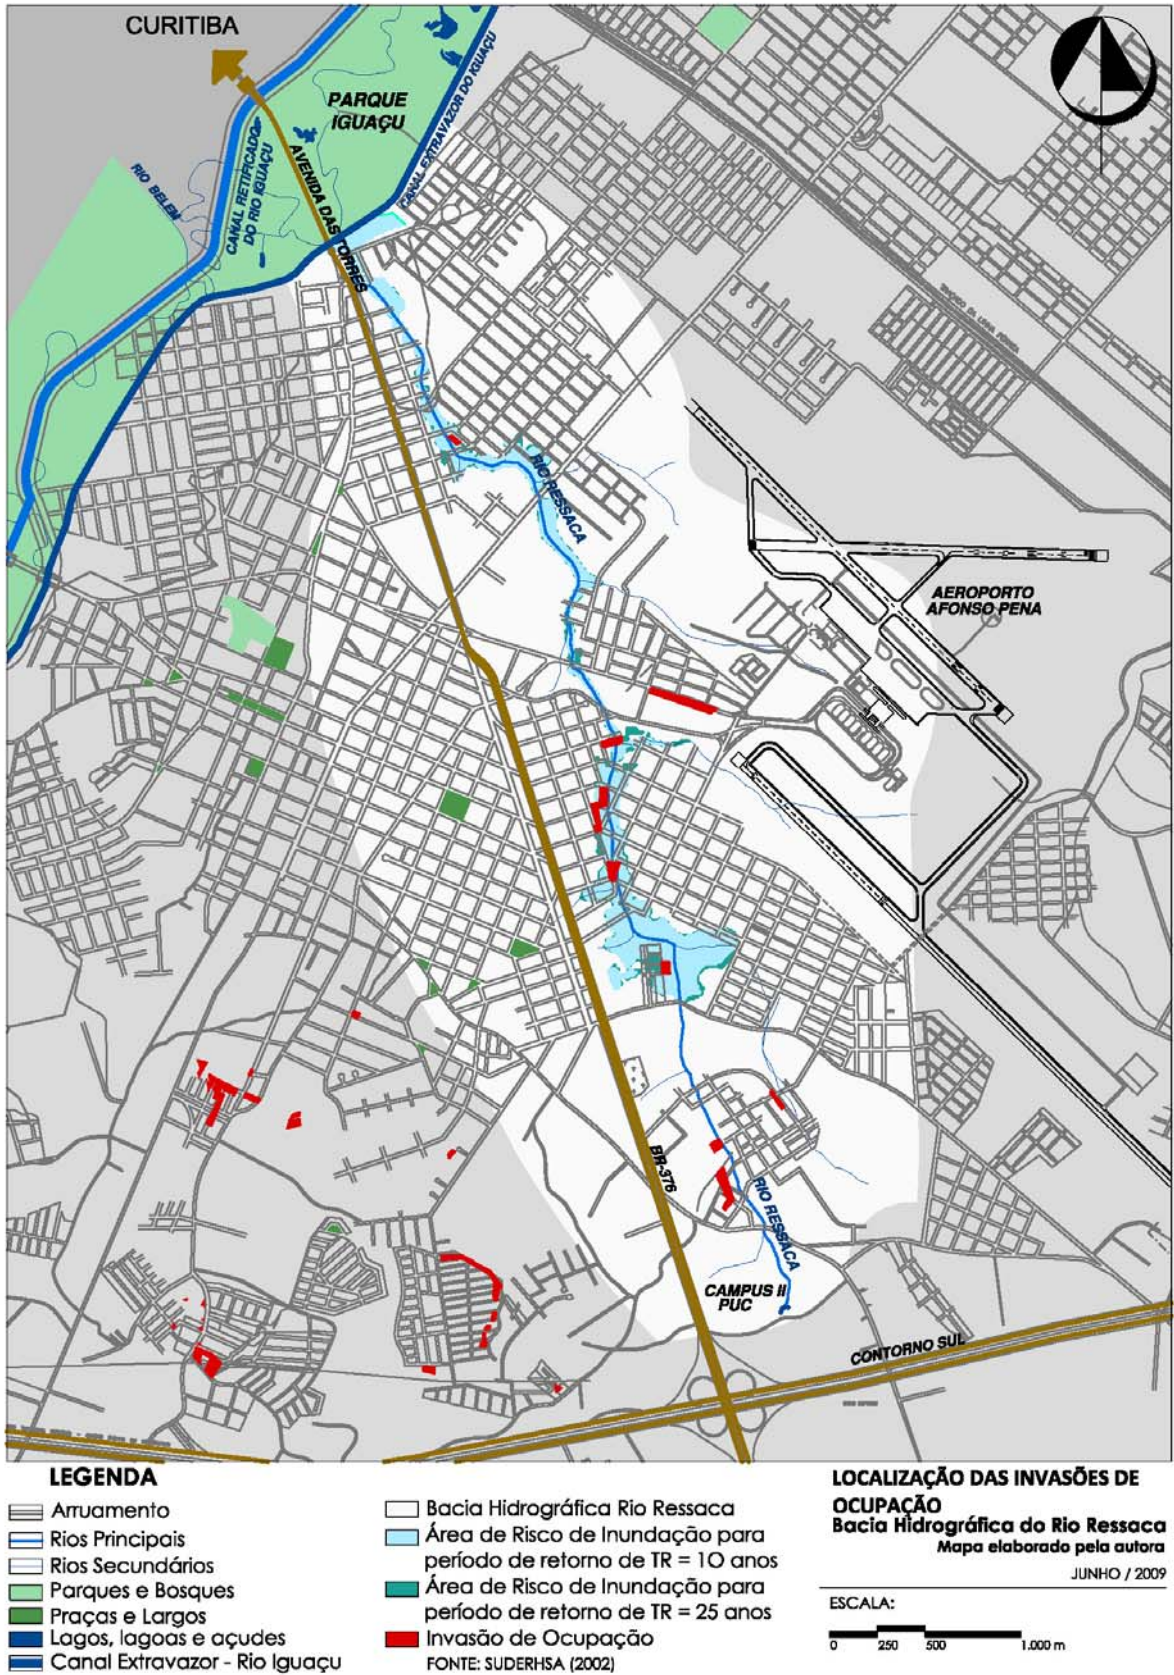 CURITIBA
PARQUE
IGUAÇU
CANAL EXTRAVAZOR DO IGUAÇU
AVENIDA DAS TORRES
RIO BELEM
CANAL RETIFICADO
DO RIO IGUAÇU
RIO RESSACA
AEROPORTO
AFONSO PENA
BR-376
RIO RESSACA
CAMPUS II
PUC
CONTORNO SUL
LEGENDA
Arruamento
Rios Principais
Rios Secundários
Parques e Bosques
Praças e Largos
Lagos, lagoas e açudes
Canal Extravazor - Rio Iguaçu
Bacia Hidrográfica Rio Ressaca
Área de Risco de Inundação para
período de retorno de TR = 10 anos
Área de Risco de Inundação para
período de retorno de TR = 25 anos
Invasão de Ocupação
FONTE: SUDERHSA (2002)
LOCALIZAÇÃO DAS INVASÕES DE
OCUPAÇÃO
Bacia Hidrográfica do Rio Ressaca
Mapa elaborado pela autora
JUNHO / 2009
ESCALA:
0 250 500 1.000 m